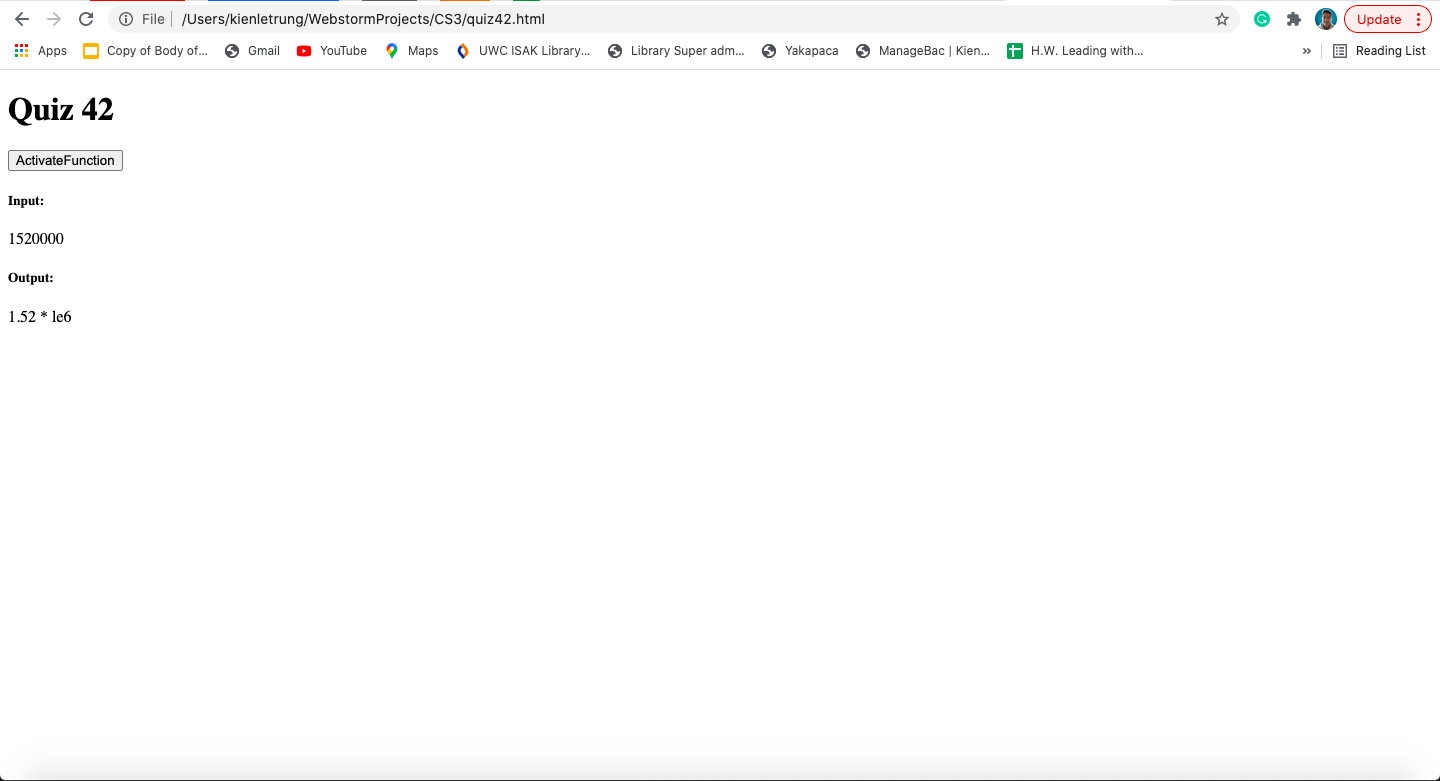 File | /Users/kienletrung/WebstormProjects/CS3/quiz42.html Update
Apps Copy of Body of... Gmail YouTube Maps UWC ISAK Library... Library Super adm... Yakapaca ManageBac | Kien... H.W. Leading with... » Reading List
Quiz 42
ActivateFunction
Input:
1520000
Output:
1.52 * le6